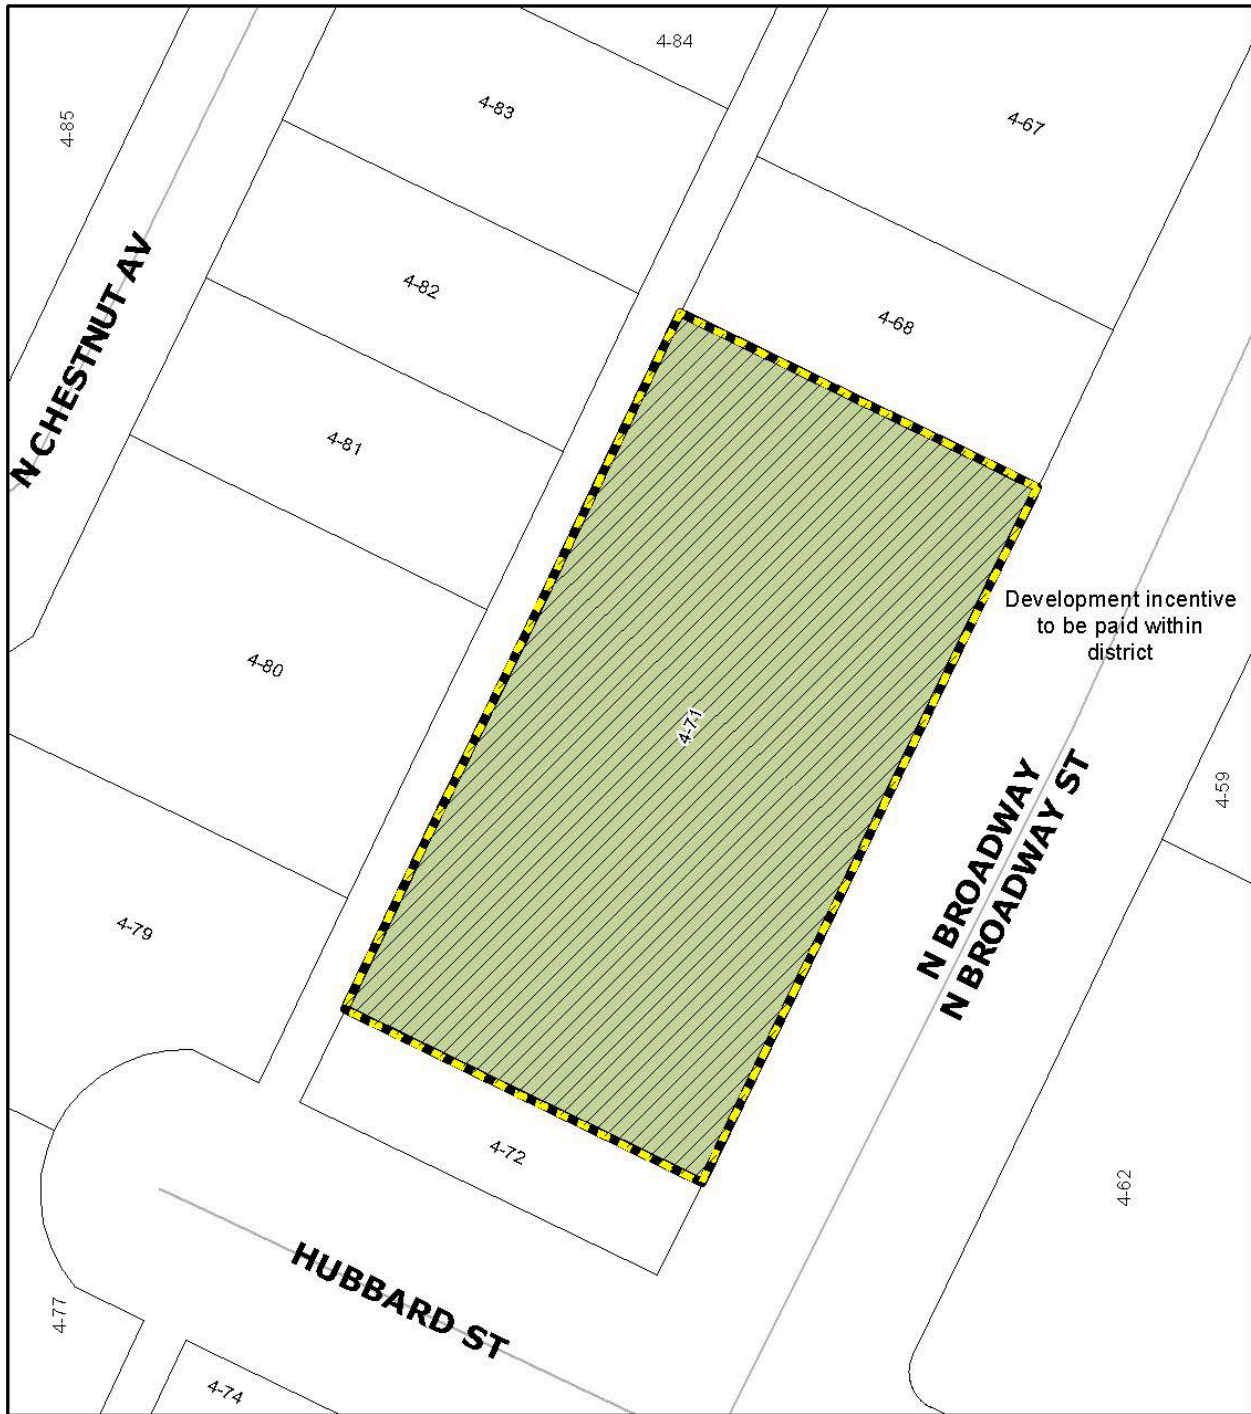 4-84
4-83
4-67
4-85
4-82
4-68
N CHESTNUT AV
4-81
Development incentive
to be paid within
district
4-80
4-71
4-59
N BROADWAY
N BROADWAY ST
4-79
4-72
4-62
HUBBARD ST
4-77
4-74